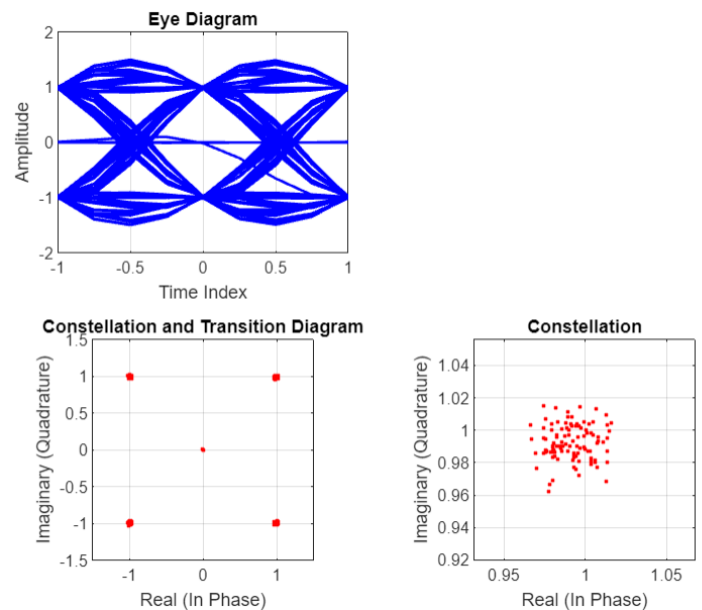 Eye Diagram
2
1
0
-1
-2
Amplitude
-1 -0.5 0 0.5 1
Time Index
Constellation and Transition Diagram
1.5
1
0.5
0
-0.5
-1
-1.5
Imaginary (Quadrature)
-1 0 1
Real (In Phase)
Constellation
1.04
1.02
1
0.98
0.96
0.94
0.92
Imaginary (Quadrature)
0.95 1 1.05
Real (In Phase)